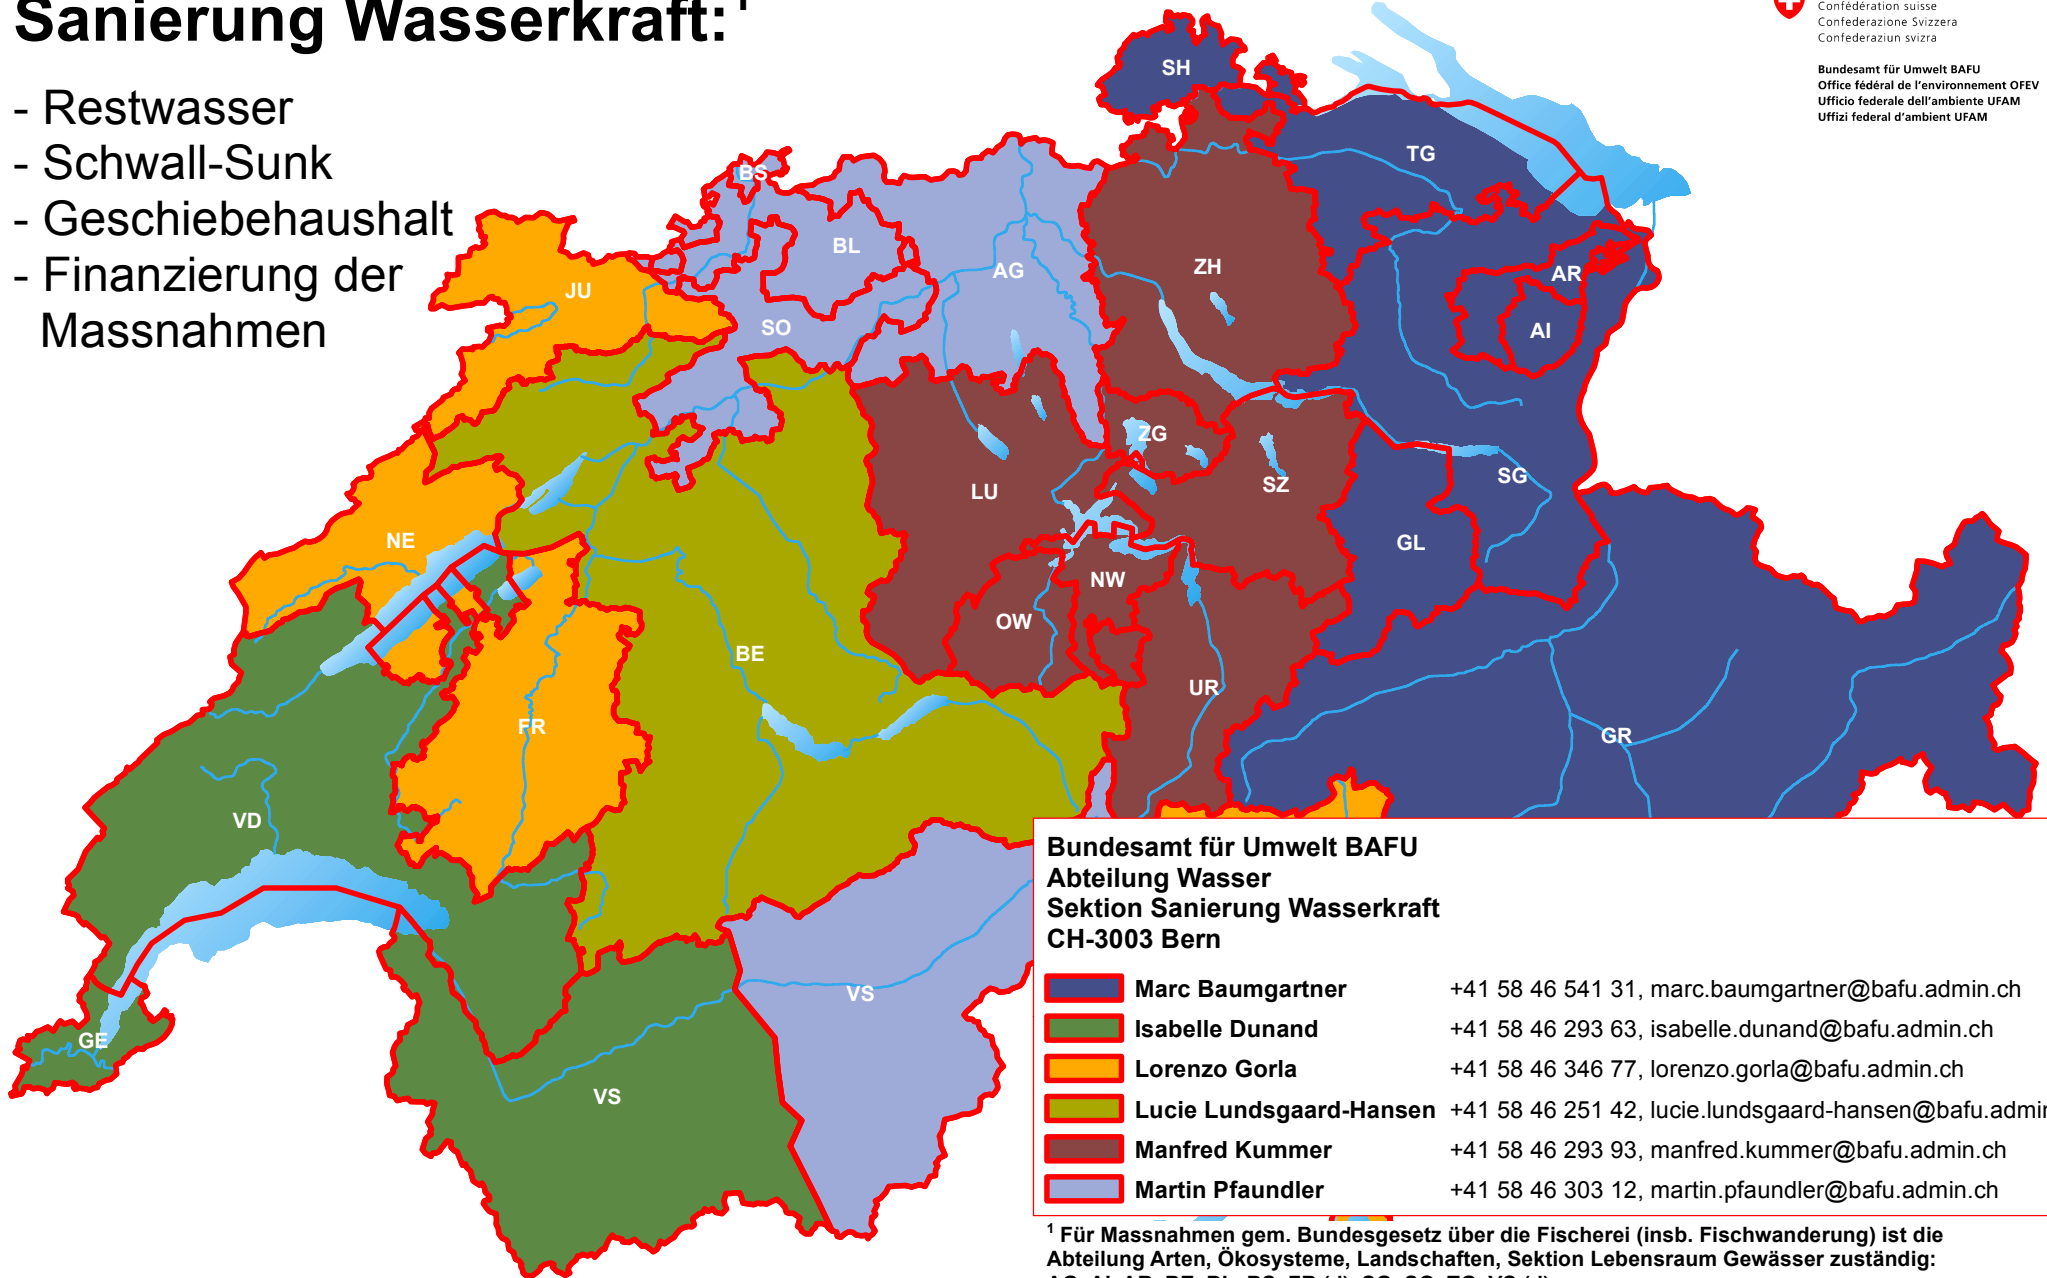 Sanierung Wasserkraft:¹
- Restwasser
- Schwall-Sunk
- Geschiebehaushalt
- Finanzierung der
Massnahmen
Confédération suisse
Confederazione Svizzera
Confederaziun svizra
Bundesamt für Umwelt BAFU
Office fédéral de l'environnement OFEV
Ufficio federale dell'ambiente UFAM
Uffizi federal d'ambient UFAM
SH
TG
BS
BL
AG
ZH
AR
AI
JU
SO
ZG
LU
SZ
SG
NE
GL
NW
OW
BE
UR
FR
GR
VD
VS
GE
VS
Bundesamt für Umwelt BAFU
Abteilung Wasser
Sektion Sanierung Wasserkraft
CH-3003 Bern
Marc Baumgartner +41 58 46 541 31, marc.baumgartner@bafu.admin.ch
Isabelle Dunand +41 58 46 293 63, isabelle.dunand@bafu.admin.ch
Lorenzo Gorla +41 58 46 346 77, lorenzo.gorla@bafu.admin.ch
Lucie Lundsgaard-Hansen +41 58 46 251 42, lucie.lundsgaard-hansen@bafu.admin
Manfred Kummer +41 58 46 293 93, manfred.kummer@bafu.admin.ch
Martin Pfaundler +41 58 46 303 12, martin.pfaundler@bafu.admin.ch
¹ Für Massnahmen gem. Bundesgesetz über die Fischerei (insb. Fischwanderung) ist die
Abteilung Arten, Ökosysteme, Landschaften, Sektion Lebensraum Gewässer zuständig: